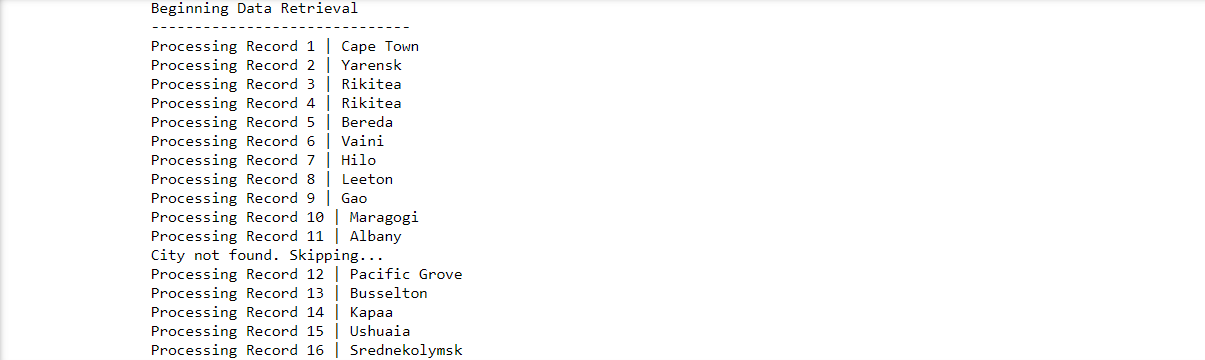 Beginning Data Retrieval
------------------------------
Processing Record 1 | Cape Town
Processing Record 2 | Yarensk
Processing Record 3 | Rikitea
Processing Record 4 | Rikitea
Processing Record 5 | Bereda
Processing Record 6 | Vaini
Processing Record 7 | Hilo
Processing Record 8 | Leeton
Processing Record 9 | Gao
Processing Record 10 | Maragogi
Processing Record 11 | Albany
City not found. Skipping...
Processing Record 12 | Pacific Grove
Processing Record 13 | Busselton
Processing Record 14 | Kapaa
Processing Record 15 | Ushuaia
Processing Record 16 | Srednekolymsk